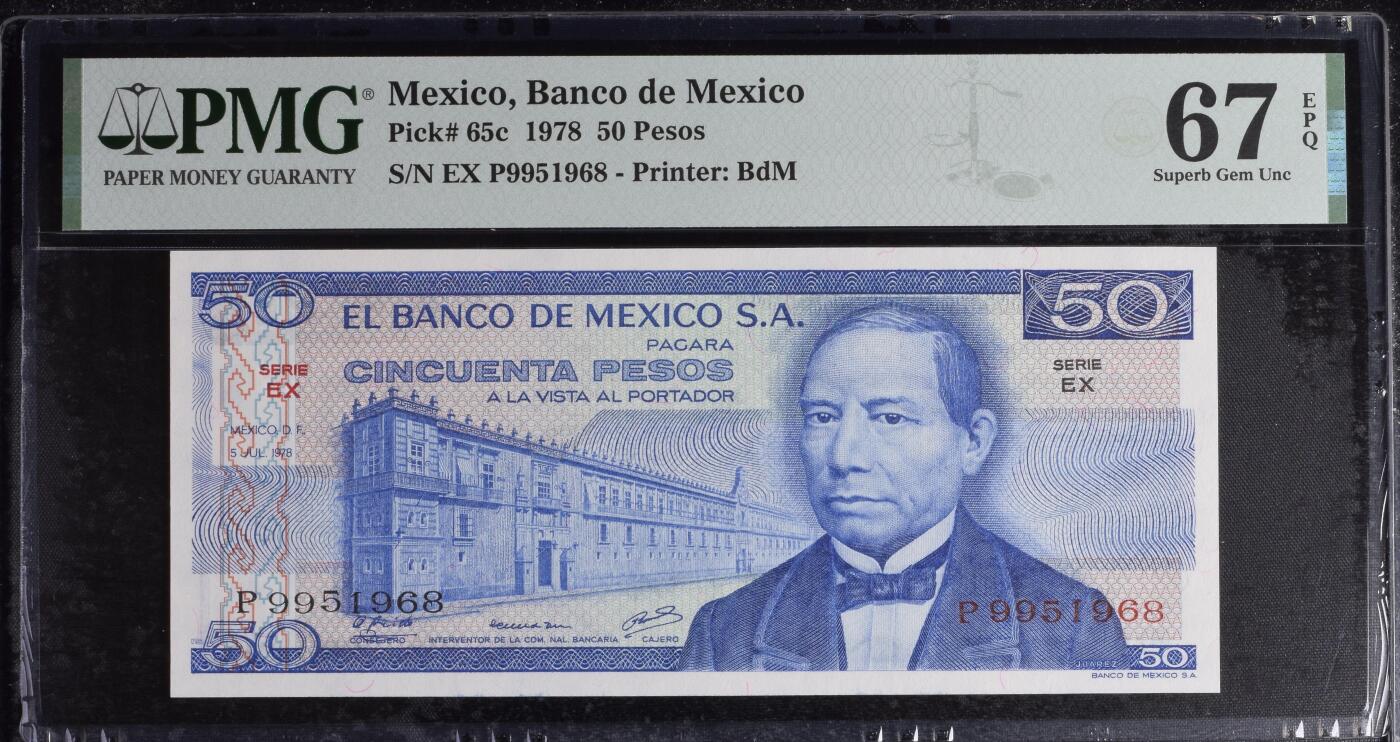 PMG®
PAPER MONEY GUARANTY
Mexico, Banco de Mexico
Pick# 65c 1978 50 Pesos
S/N EX P9951968 - Printer: BdM
67
EPQ
Superb Gem Unc
50
50
EL BANCO DE MEXICO S.A.
PAGARA
CINCUENTA PESOS
A LA VISTA AL PORTADOR
SERIE
EX
SERIE
EX
MEXICO, D. F.
5 JUL. 1978
P9951968
P9951968
CONSEJERO
INTERVENTOR DE LA COM. NAL. BANCARIA
CAJERO
50
JUAREZ
50
BANCO DE MEXICO S.A.